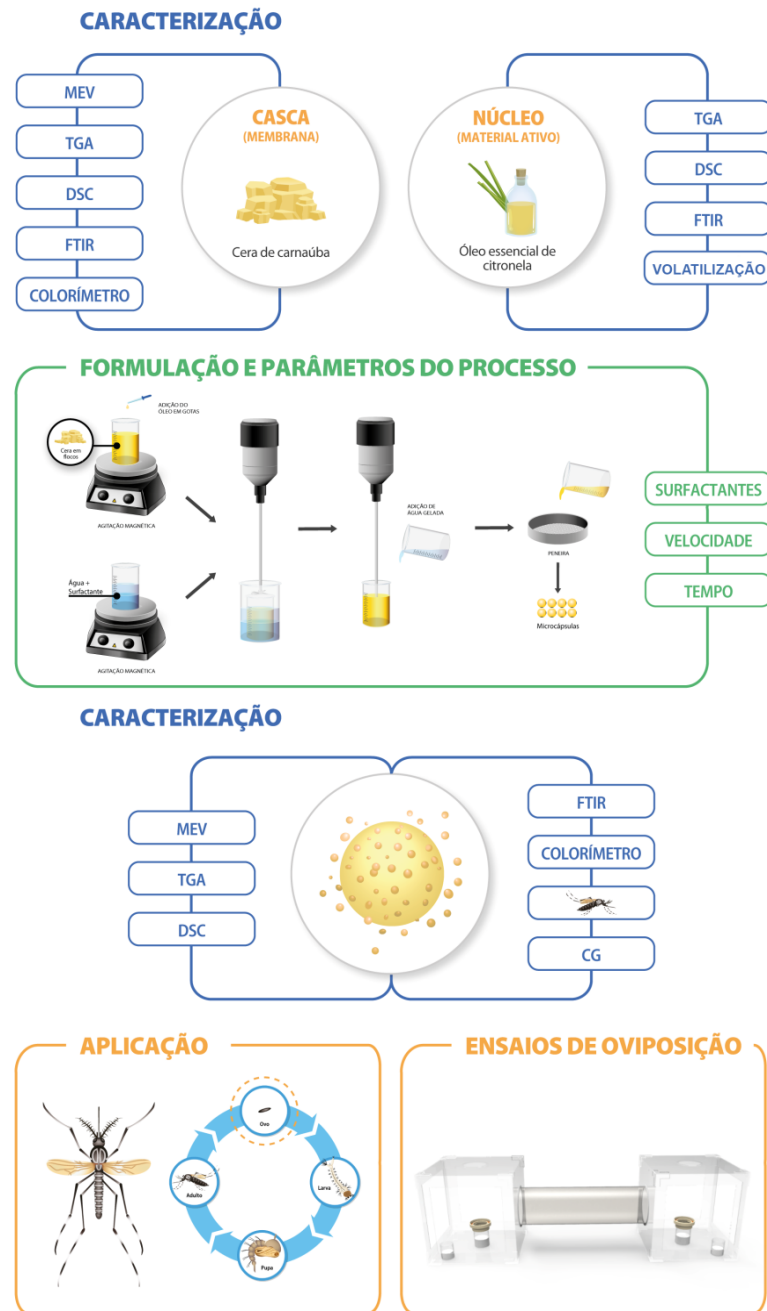 CARACTERIZAÇÃO
MEV
TGA
DSC
FTIR
COLORÍMETRO
CASCA
(MEMBRANA)
Cera de carnaúba
NÚCLEO
(MATERIAL ATIVO)
Óleo essencial de
citronela
TGA
DSC
FTIR
VOLATILIZAÇÃO
FORMULAÇÃO E PARÂMETROS DO PROCESSO
ADIÇÃO DO
ÓLEO EM GOTAS
Cera em
flocos
AGITAÇÃO MAGNÉTICA
Água +
Surfactante
AGITAÇÃO MAGNÉTICA
ADIÇÃO DE
ÁGUA GELADA
PENEIRA
Microcápsulas
SURFACTANTES
VELOCIDADE
TEMPO
CARACTERIZAÇÃO
MEV
TGA
DSC
FTIR
COLORÍMETRO
CG
APLICAÇÃO
Ovo
Larva
Pupa
Adulto
ENSAIOS DE OVIPOSIÇÃO